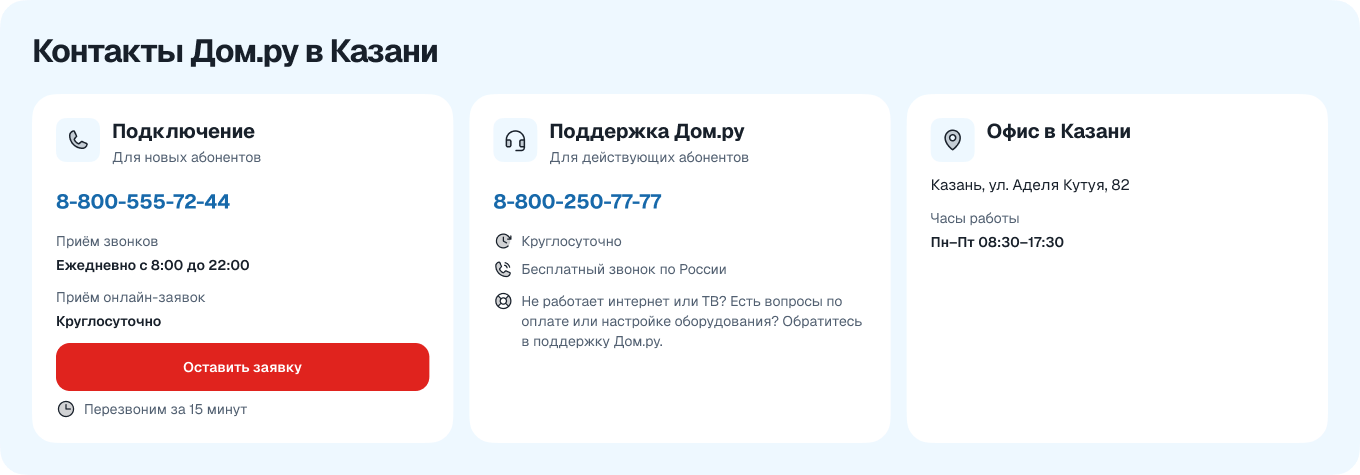 Контакты Дом.ру в Казани
Подключение
Для новых абонентов
8-800-555-72-44
Приём звонков
Ежедневно с 8:00 до 22:00
Приём онлайн-заявок
Круглосуточно
Оставить заявку
Перезвоним за 15 минут
Поддержка Дом.ру
Для действующих абонентов
8-800-250-77-77
Круглосуточно
Бесплатный звонок по России
Не работает интернет или ТВ? Есть вопросы по
оплате или настройке оборудования? Обратитесь
в поддержку Дом.ру.
Офис в Казани
Казань, ул. Аделя Кутуя, 82
Часы работы
Пн–Пт 08:30–17:30